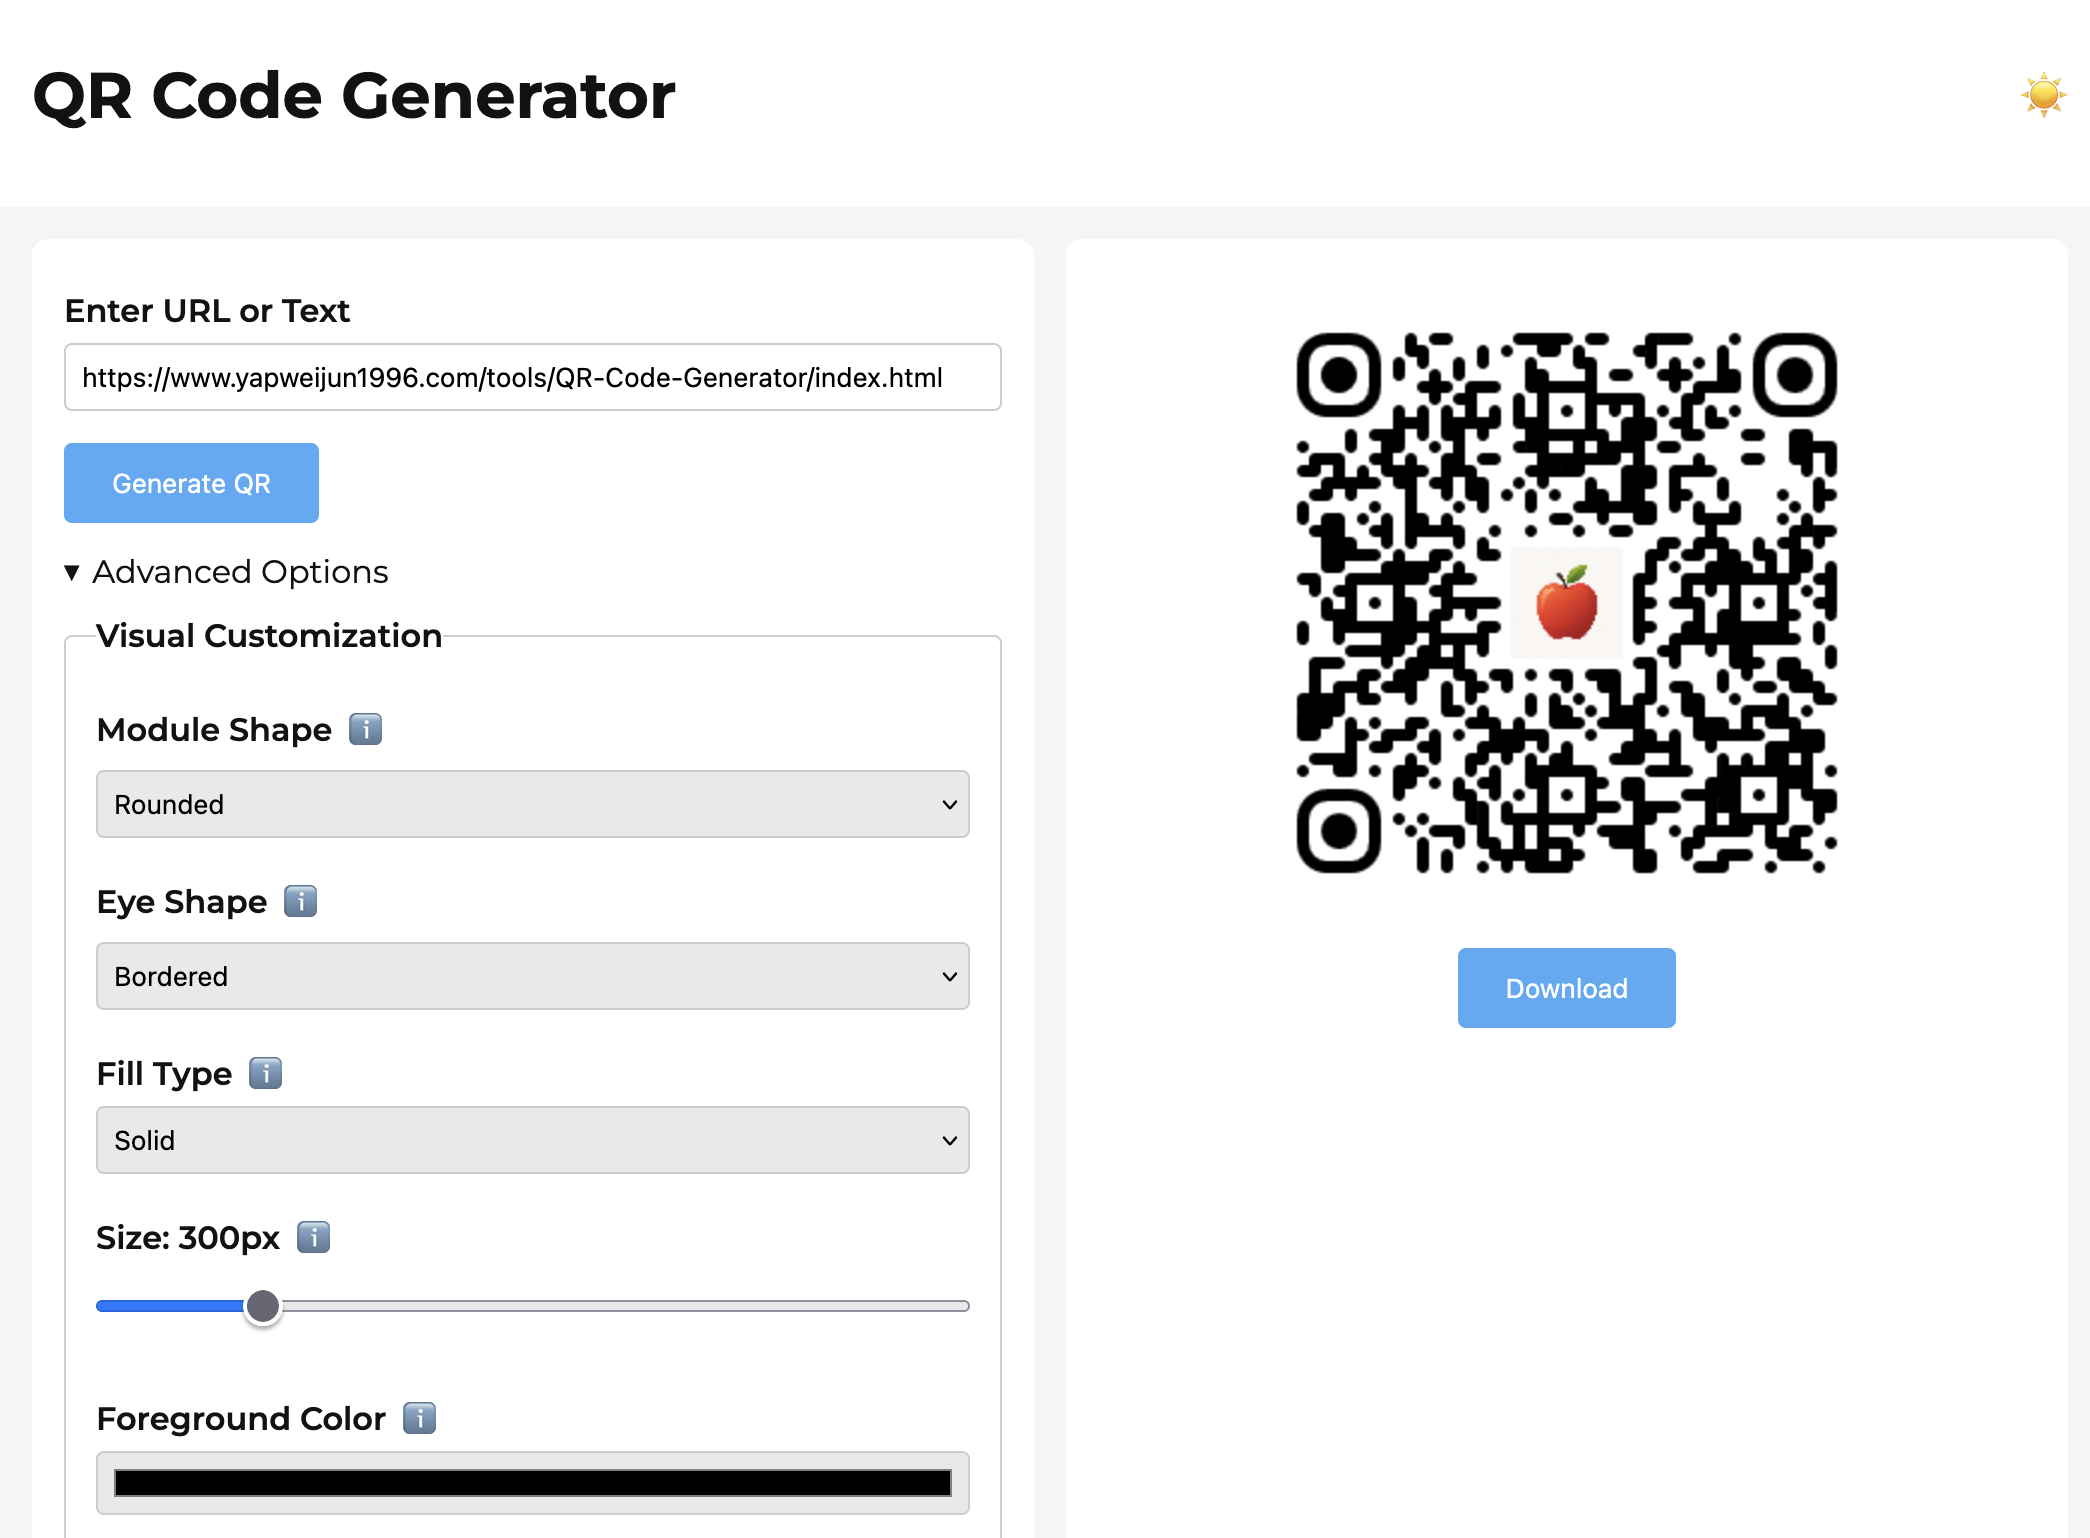 QR Code Generator
Enter URL or Text
https://www.yapweijun1996.com/tools/QR-Code-Generator/index.html
Generate QR
▼ Advanced Options
Visual Customization
Module Shape ℹ️
Rounded
Eye Shape ℹ️
Bordered
Fill Type ℹ️
Solid
Size: 300px ℹ️
Foreground Color ℹ️
Download